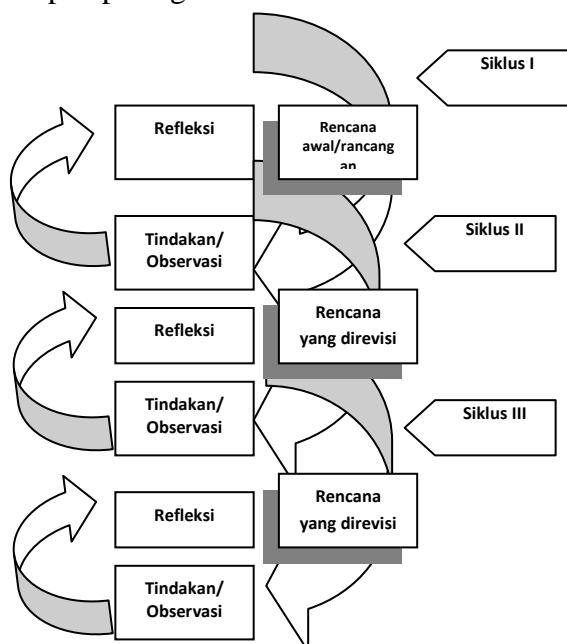 Siklus I
Refleksi
Rencana
awal/rancang
an
Tindakan/
Observasi
Siklus II
Refleksi
Rencana
yang direvisi
Tindakan/
Observasi
Siklus III
Refleksi
Rencana
yang direvisi
Tindakan/
Observasi